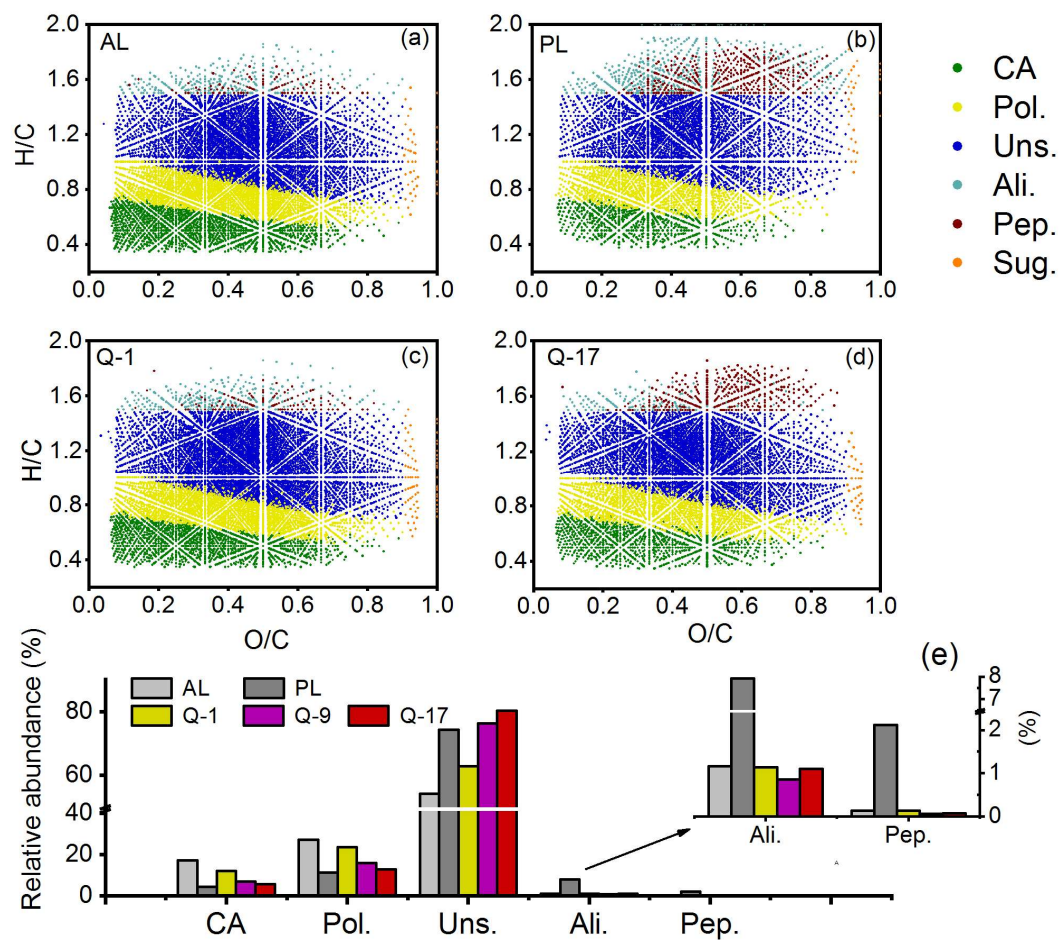 AL
(a)
2.0
1.6
1.2
0.8
0.4
H/C
0.0 0.2 0.4 0.6 0.8 1.0
PL
(b)
2.0
1.6
1.2
0.8
0.4
0.0 0.2 0.4 0.6 0.8 1.0
CA
Pol.
Uns.
Ali.
Pep.
Sug.
Q-1
(c)
2.0
1.6
1.2
0.8
0.4
H/C
0.0 0.2 0.4 0.6 0.8 1.0
O/C
Q-17
(d)
2.0
1.6
1.2
0.8
0.4
0.0 0.2 0.4 0.6 0.8 1.0
O/C
(e)
Relative abundance (%)
80
60
40
20
0
AL PL
Q-1 Q-9 Q-17
CA Pol. Uns. Ali. Pep.
8
7
2
1
0
(%)
Ali. Pep.
A